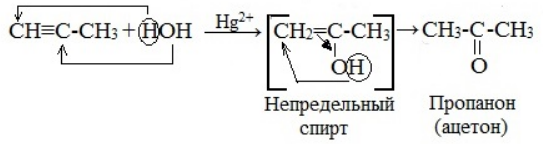 Hg²⁺
CH≡C-CH₃ + HOH → [CH₂=C-CH₃] → CH₃-C-CH₃
OH
O
Непредельный
спирт
Пропанон
(ацетон)